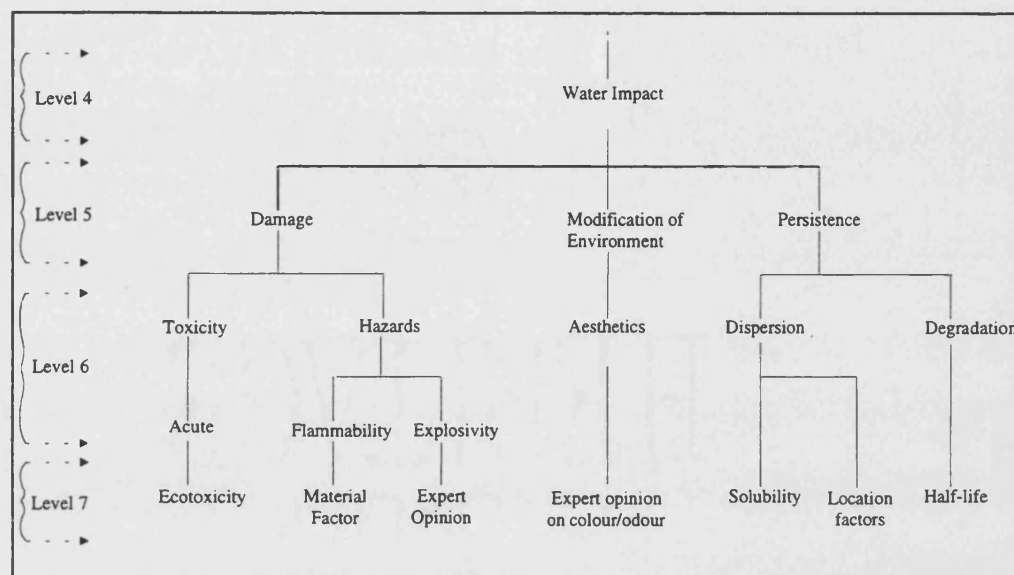 Level 4
Water Impact
Level 5
Damage
Modification of
Environment
Persistence
Level 6
Toxicity
Hazards
Aesthetics
Dispersion
Degradation
Acute
Flammability
Explosivity
Level 7
Ecotoxicity
Material
Factor
Expert
Opinion
Expert opinion
on colour/odour
Solubility
Location
factors
Half-life